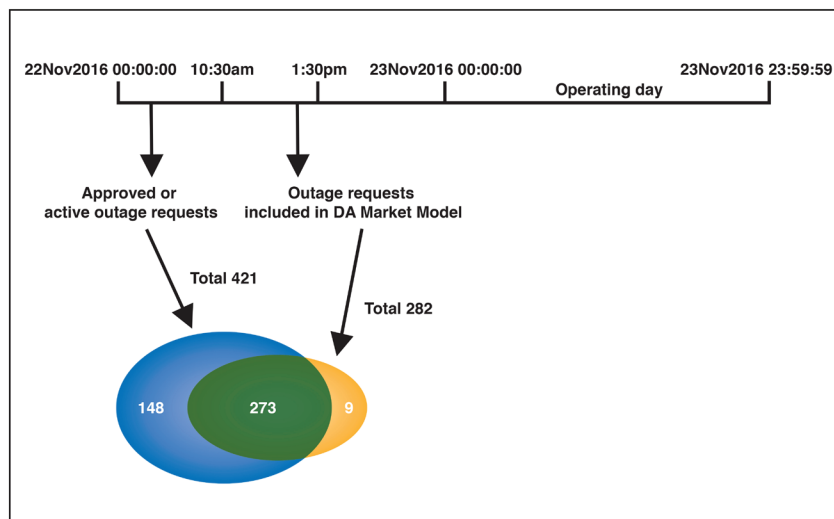 22Nov2016 00:00:00
10:30am
1:30pm
23Nov2016 00:00:00
23Nov2016 23:59:59
Operating day
Approved or
active outage requests
Outage requests
included in DA Market Model
Total 421
Total 282
148
273
9